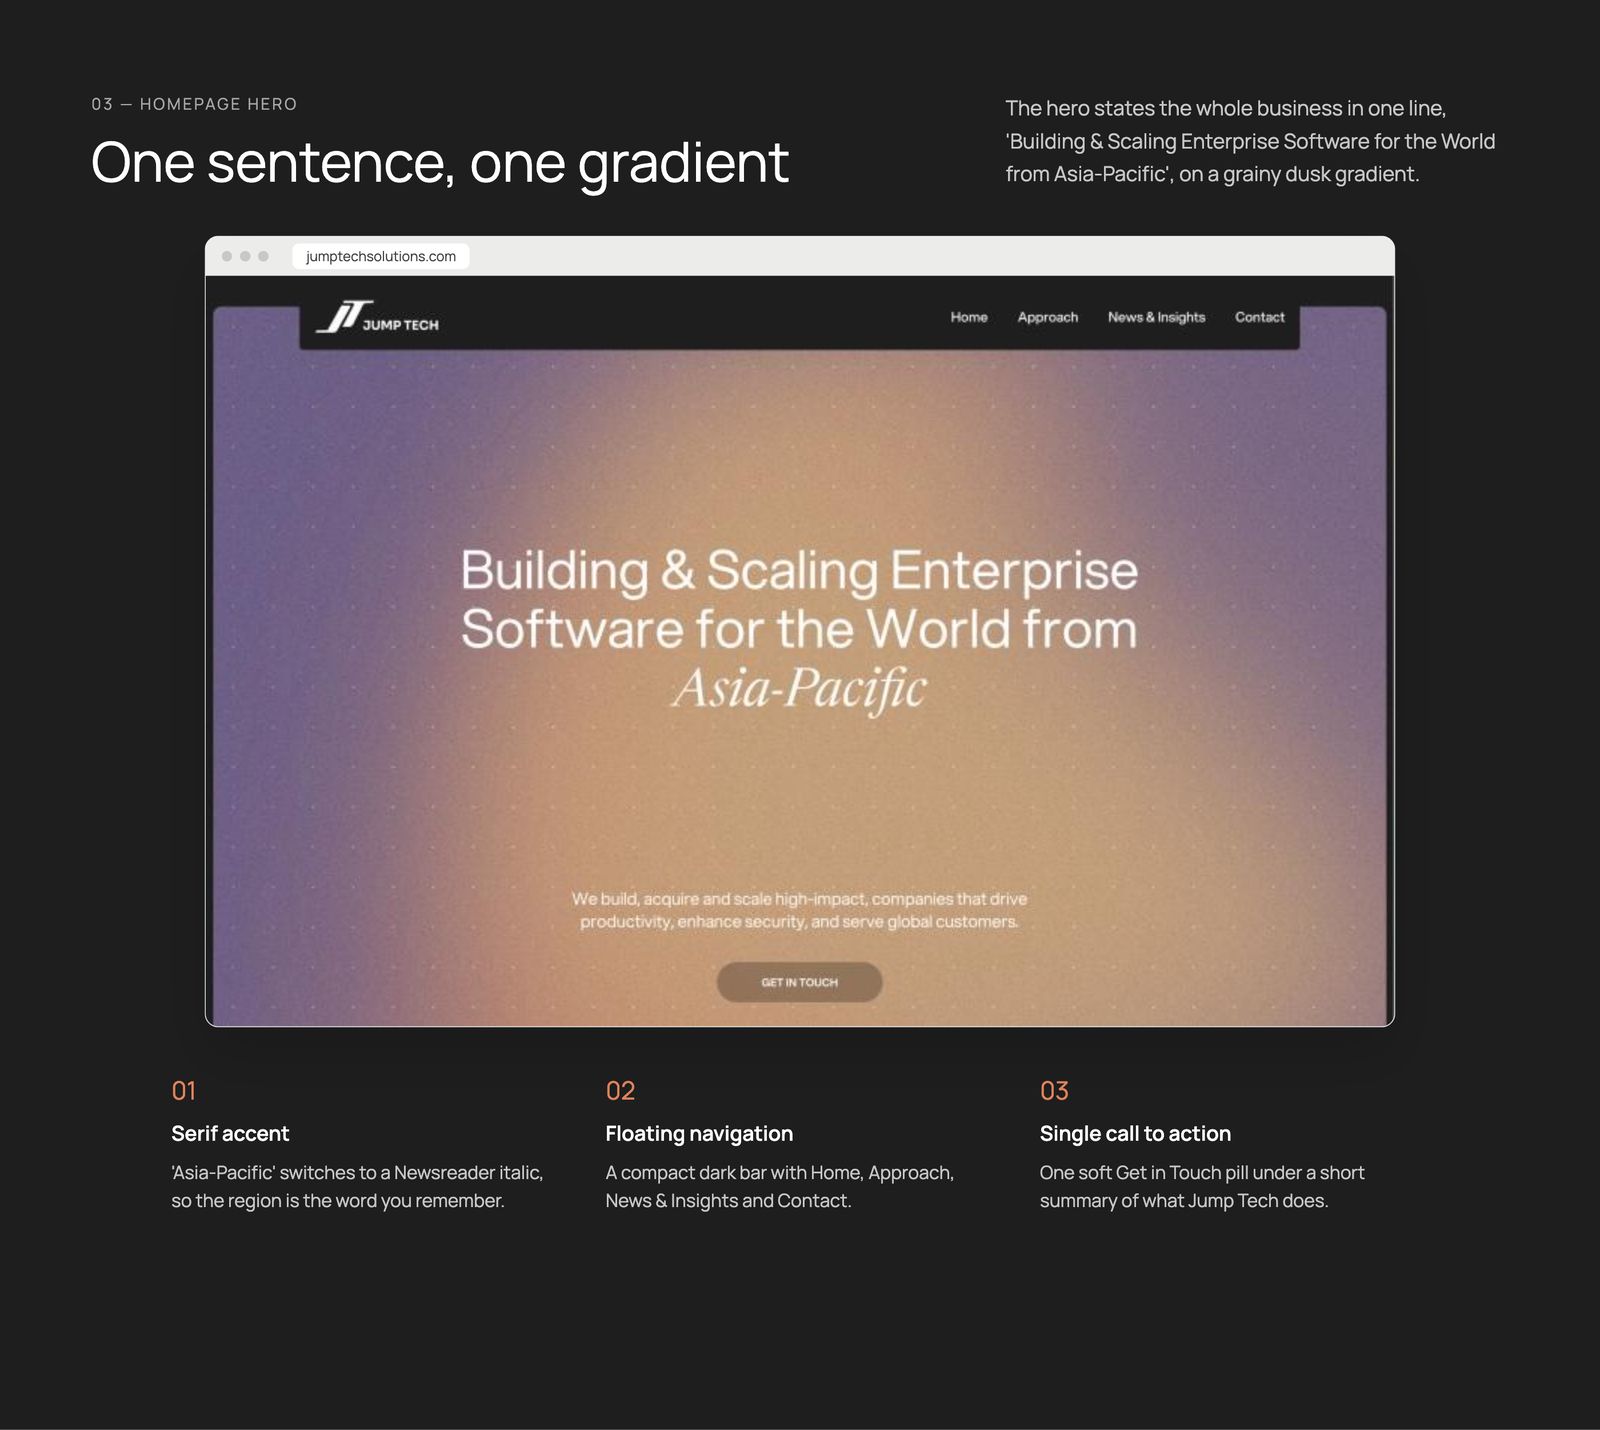 03 — HOMEPAGE HERO
One sentence, one gradient
The hero states the whole business in one line,
'Building & Scaling Enterprise Software for the World
from Asia-Pacific', on a grainy dusk gradient.
jumptechsolutions.com
JT JUMP TECH
Home Approach News & Insights Contact
Building & Scaling Enterprise
Software for the World from
Asia-Pacific
We build, acquire and scale high-impact, companies that drive
productivity, enhance security, and serve global customers.
GET IN TOUCH
01
Serif accent
'Asia-Pacific' switches to a Newsreader italic,
so the region is the word you remember.
02
Floating navigation
A compact dark bar with Home, Approach,
News & Insights and Contact.
03
Single call to action
One soft Get in Touch pill under a short
summary of what Jump Tech does.